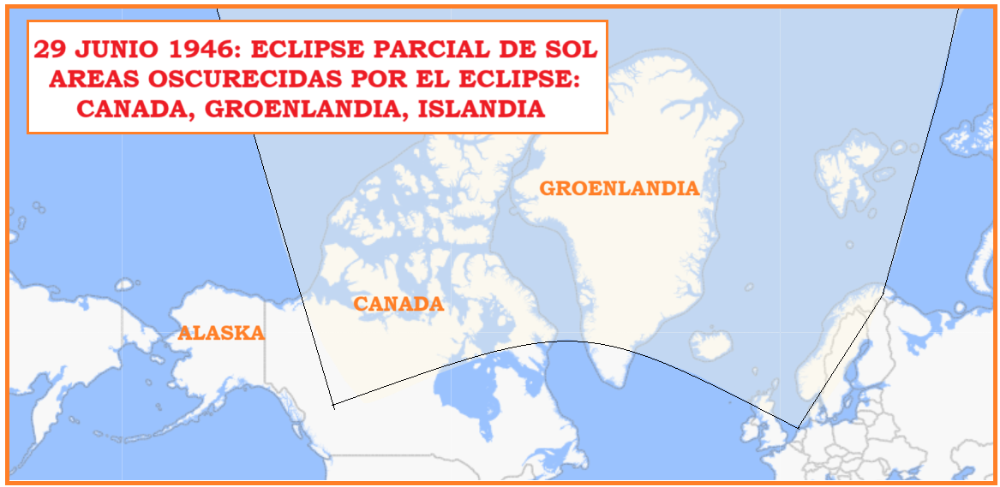 29 JUNIO 1946: ECLIPSE PARCIAL DE SOL
AREAS OSCURECIDAS POR EL ECLIPSE:
CANADA, GROENLANDIA, ISLANDIA
GROENLANDIA
CANADA
ALASKA